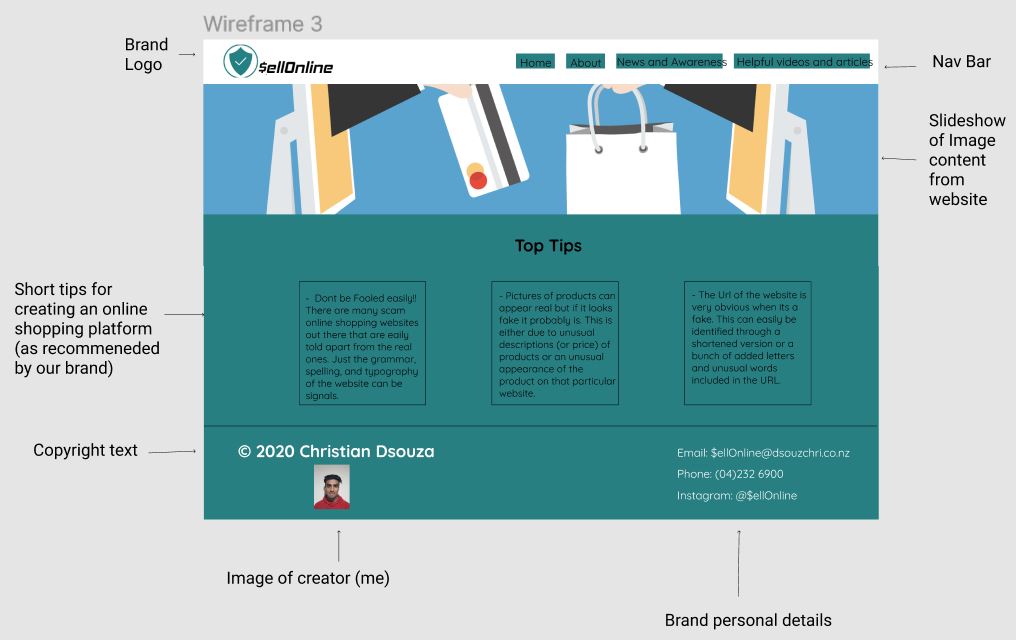 Wireframe 3
Brand
Logo
$ellOnline
Home
About
News and Awareness
Helpful videos and articles
Nav Bar
Slideshow
of Image
content
from
website
Top Tips
Short tips for
creating an online
shopping platform
(as recommeneded
by our brand)
- Dont be Fooled easily!!
There are many scam
online shopping websites
out there that are eaily
told apart from the real
ones. Just the grammar,
spelling, and typography
of the website can be
signals.
- Pictures of products can
appear real but if it looks
fake it probably is. This is
either due to unusual
descriptions (or price) of
products or an unusual
appearance of the
product on that particular
website.
- The Url of the website is
very obvious when its a
fake. This can easily be
identified through a
shortened version or a
bunch of added letters
and unusual words
included in the URL.
Copyright text
© 2020 Christian Dsouza
Email: $ellOnline@dsouzchri.co.nz
Phone: (04)232 6900
Instagram: @$ellOnline
Image of creator (me)
Brand personal details